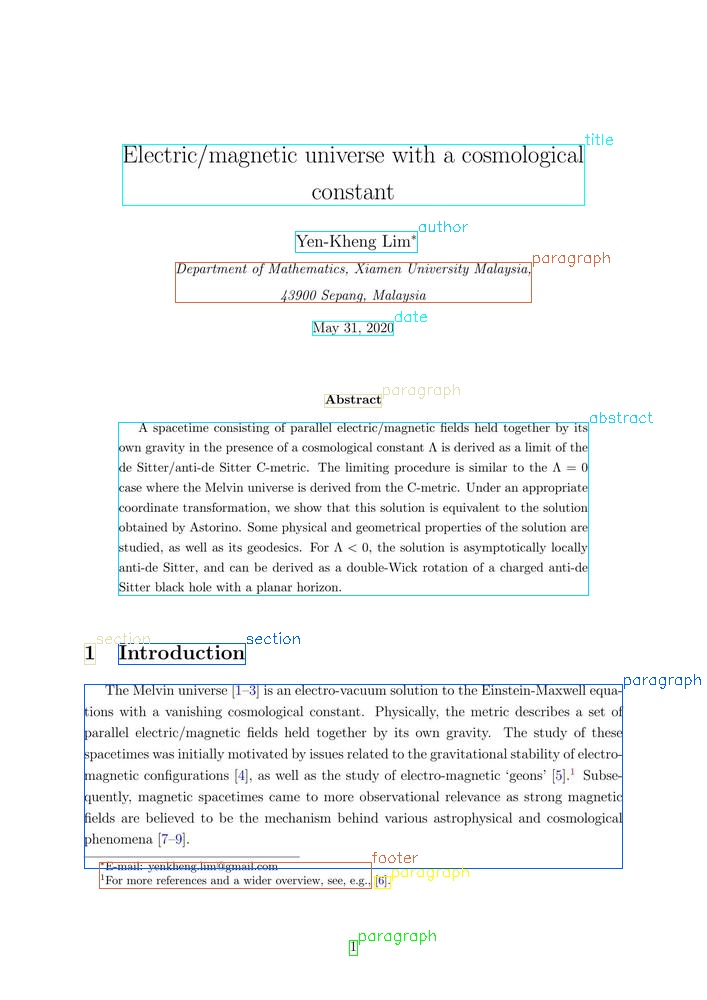 title
Electric/magnetic universe with a cosmological
constant
author
Yen-Kheng Lim*
paragraph
Department of Mathematics, Xiamen University Malaysia,
43900 Sepang, Malaysia
date
May 31, 2020
paragraph
Abstract
abstract
A spacetime consisting of parallel electric/magnetic fields held together by its
own gravity in the presence of a cosmological constant Λ is derived as a limit of the
de Sitter/anti-de Sitter C-metric. The limiting procedure is similar to the Λ = 0
case where the Melvin universe is derived from the C-metric. Under an appropriate
coordinate transformation, we show that this solution is equivalent to the solution
obtained by Astorino. Some physical and geometrical properties of the solution are
studied, as well as its geodesics. For Λ < 0, the solution is asymptotically locally
anti-de Sitter, and can be derived as a double-Wick rotation of a charged anti-de
Sitter black hole with a planar horizon.
section section
1 Introduction
paragraph
The Melvin universe [1–3] is an electro-vacuum solution to the Einstein-Maxwell equa-
tions with a vanishing cosmological constant. Physically, the metric describes a set of
parallel electric/magnetic fields held together by its own gravity. The study of these
spacetimes was initially motivated by issues related to the gravitational stability of electro-
magnetic configurations [4], as well as the study of electro-magnetic ‘geons’ [5].¹ Subse-
quently, magnetic spacetimes came to more observational relevance as strong magnetic
fields are believed to be the mechanism behind various astrophysical and cosmological
phenomena [7–9].
footer
*E-mail: yenkheng.lim@gmail.com
paragraph
¹For more references and a wider overview, see, e.g., [6].
paragraph
1